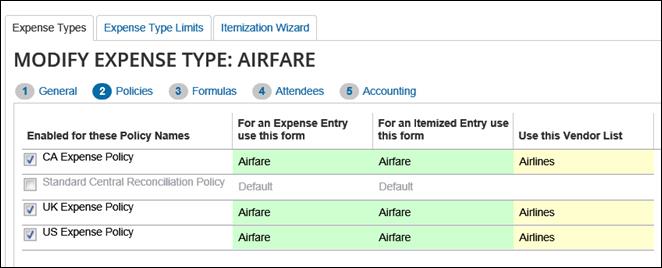 Expense Types Expense Type Limits Itemization Wizard
MODIFY EXPENSE TYPE: AIRFARE
1 General 2 Policies 3 Formulas 4 Attendees 5 Accounting
Enabled for these Policy Names For an Expense Entry use this form For an Itemized Entry use this form Use this Vendor List
CA Expense Policy Airfare Airfare Airlines
Standard Central Reconciliation Policy Default Default
UK Expense Policy Airfare Airfare Airlines
US Expense Policy Airfare Airfare Airlines